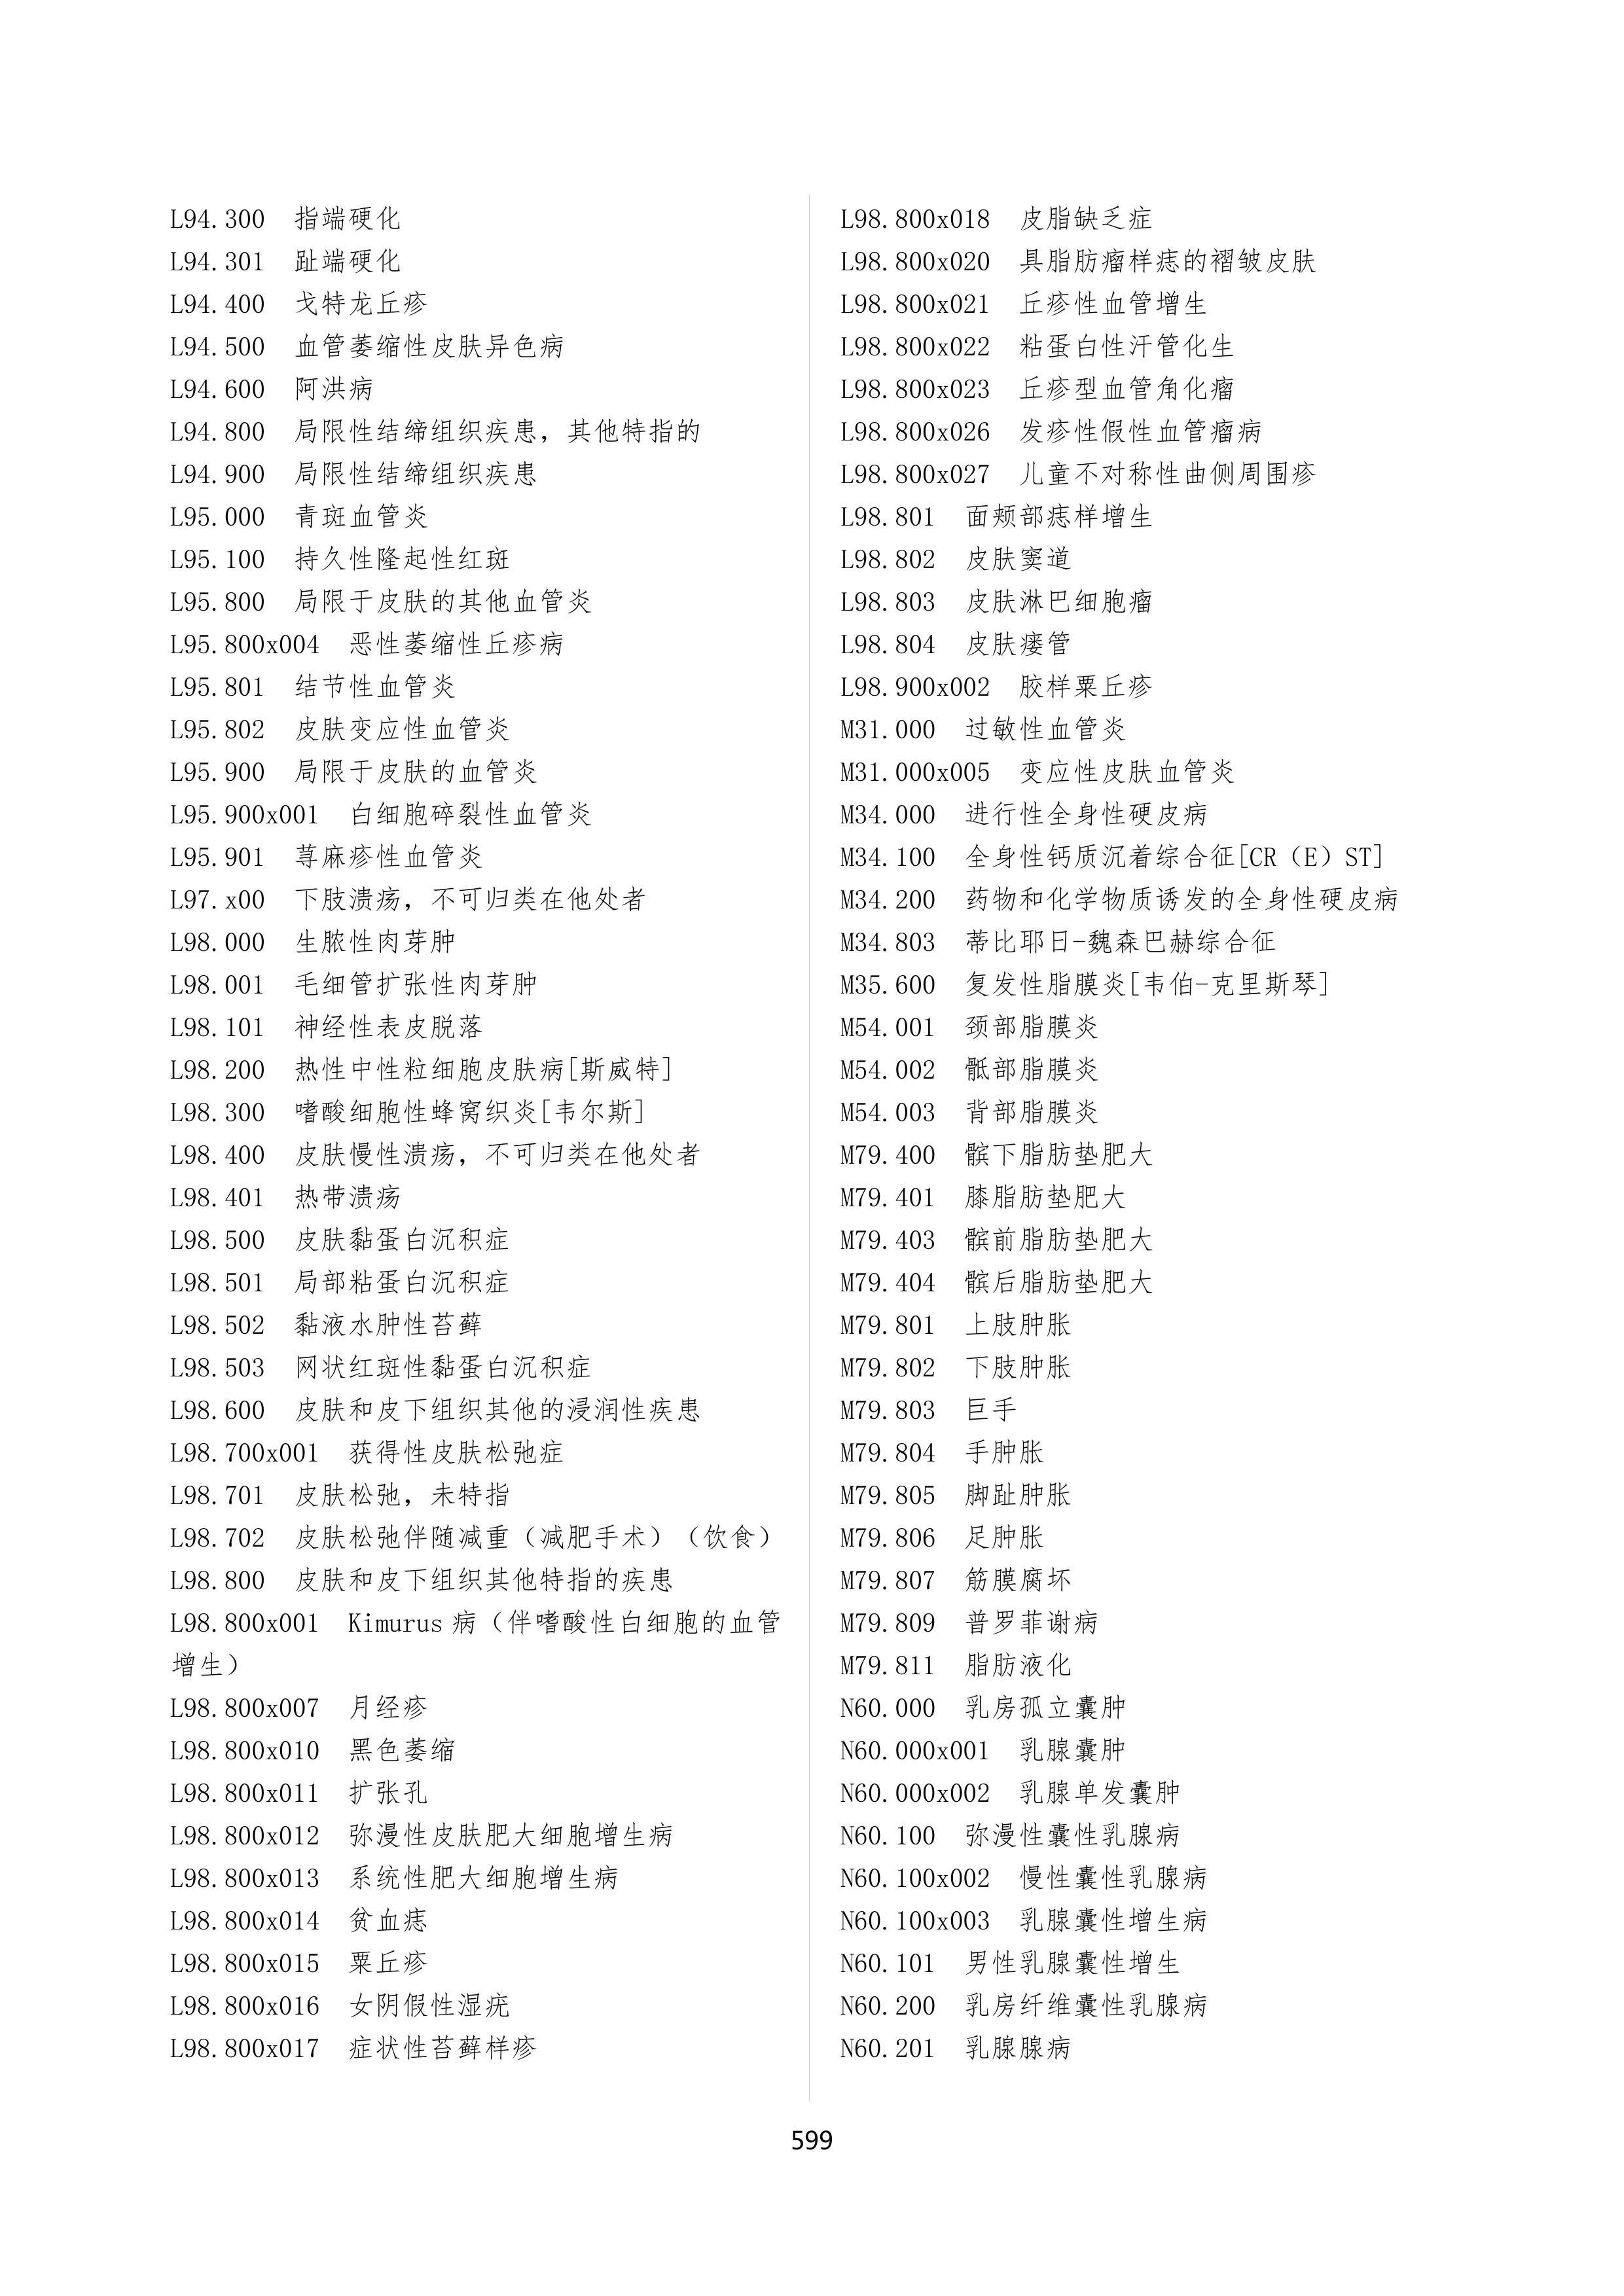 L94.300 指端硬化
L94.301 趾端硬化
L94.400 戈特龙丘疹
L94.500 血管萎缩性皮肤异色病
L94.600 阿洪病
L94.800 局限性结缔组织疾患，其他特指的
L94.900 局限性结缔组织疾患
L95.000 青斑血管炎
L95.100 持久性隆起性红斑
L95.800 局限于皮肤的其他血管炎
L95.800x004 恶性萎缩性丘疹病
L95.801 结节性血管炎
L95.802 皮肤变应性血管炎
L95.900 局限于皮肤的血管炎
L95.900x001 白细胞碎裂性血管炎
L95.901 荨麻疹性血管炎
L97.x00 下肢溃疡，不可归类在他处者
L98.000 生脓性肉芽肿
L98.001 毛细管扩张性肉芽肿
L98.101 神经性表皮脱落
L98.200 热性中性粒细胞皮肤病[斯威特]
L98.300 嗜酸细胞性蜂窝织炎[韦尔斯]
L98.400 皮肤慢性溃疡，不可归类在他处者
L98.401 热带溃疡
L98.500 皮肤黏蛋白沉积症
L98.501 局部粘蛋白沉积症
L98.502 黏液水肿性苔藓
L98.503 网状红斑性黏蛋白沉积症
L98.600 皮肤和皮下组织其他的浸润性疾患
L98.700x001 获得性皮肤松弛症
L98.701 皮肤松弛，未特指
L98.702 皮肤松弛伴随减重（减肥手术）（饮食）
L98.800 皮肤和皮下组织其他特指的疾患
L98.800x001 Kimurus 病（伴嗜酸性白细胞的血管
增生）
L98.800x007 月经疹
L98.800x010 黑色萎缩
L98.800x011 扩张孔
L98.800x012 弥漫性皮肤肥大细胞增生病
L98.800x013 系统性肥大细胞增生病
L98.800x014 贫血痣
L98.800x015 粟丘疹
L98.800x016 女阴假性湿疣
L98.800x017 症状性苔藓样疹
L98.800x018 皮脂缺乏症
L98.800x020 具脂肪瘤样痣的褶皱皮肤
L98.800x021 丘疹性血管增生
L98.800x022 粘蛋白性汗管化生
L98.800x023 丘疹型血管角化瘤
L98.800x026 发疹性假性血管瘤病
L98.800x027 儿童不对称性曲侧周围疹
L98.801 面颊部痣样增生
L98.802 皮肤窦道
L98.803 皮肤淋巴细胞瘤
L98.804 皮肤瘘管
L98.900x002 胶样粟丘疹
M31.000 过敏性血管炎
M31.000x005 变应性皮肤血管炎
M34.000 进行性全身性硬皮病
M34.100 全身性钙质沉着综合征[CR（E）ST]
M34.200 药物和化学物质诱发的全身性硬皮病
M34.803 蒂比耶日-魏森巴赫综合征
M35.600 复发性脂膜炎[韦伯-克里斯琴]
M54.001 颈部脂膜炎
M54.002 骶部脂膜炎
M54.003 背部脂膜炎
M79.400 髌下脂肪垫肥大
M79.401 膝脂肪垫肥大
M79.403 髌前脂肪垫肥大
M79.404 髌后脂肪垫肥大
M79.801 上肢肿胀
M79.802 下肢肿胀
M79.803 巨手
M79.804 手肿胀
M79.805 脚趾肿胀
M79.806 足肿胀
M79.807 筋膜腐坏
M79.809 普罗菲谢病
M79.811 脂肪液化
N60.000 乳房孤立囊肿
N60.000x001 乳腺囊肿
N60.000x002 乳腺单发囊肿
N60.100 弥漫性囊性乳腺病
N60.100x002 慢性囊性乳腺病
N60.100x003 乳腺囊性增生病
N60.101 男性乳腺囊性增生
N60.200 乳房纤维囊性乳腺病
N60.201 乳腺腺病
599